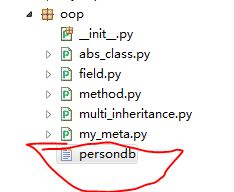 oop
__init__.py
abs_class.py
field.py
method.py
multi_inheritance.py
my_meta.py
persondb